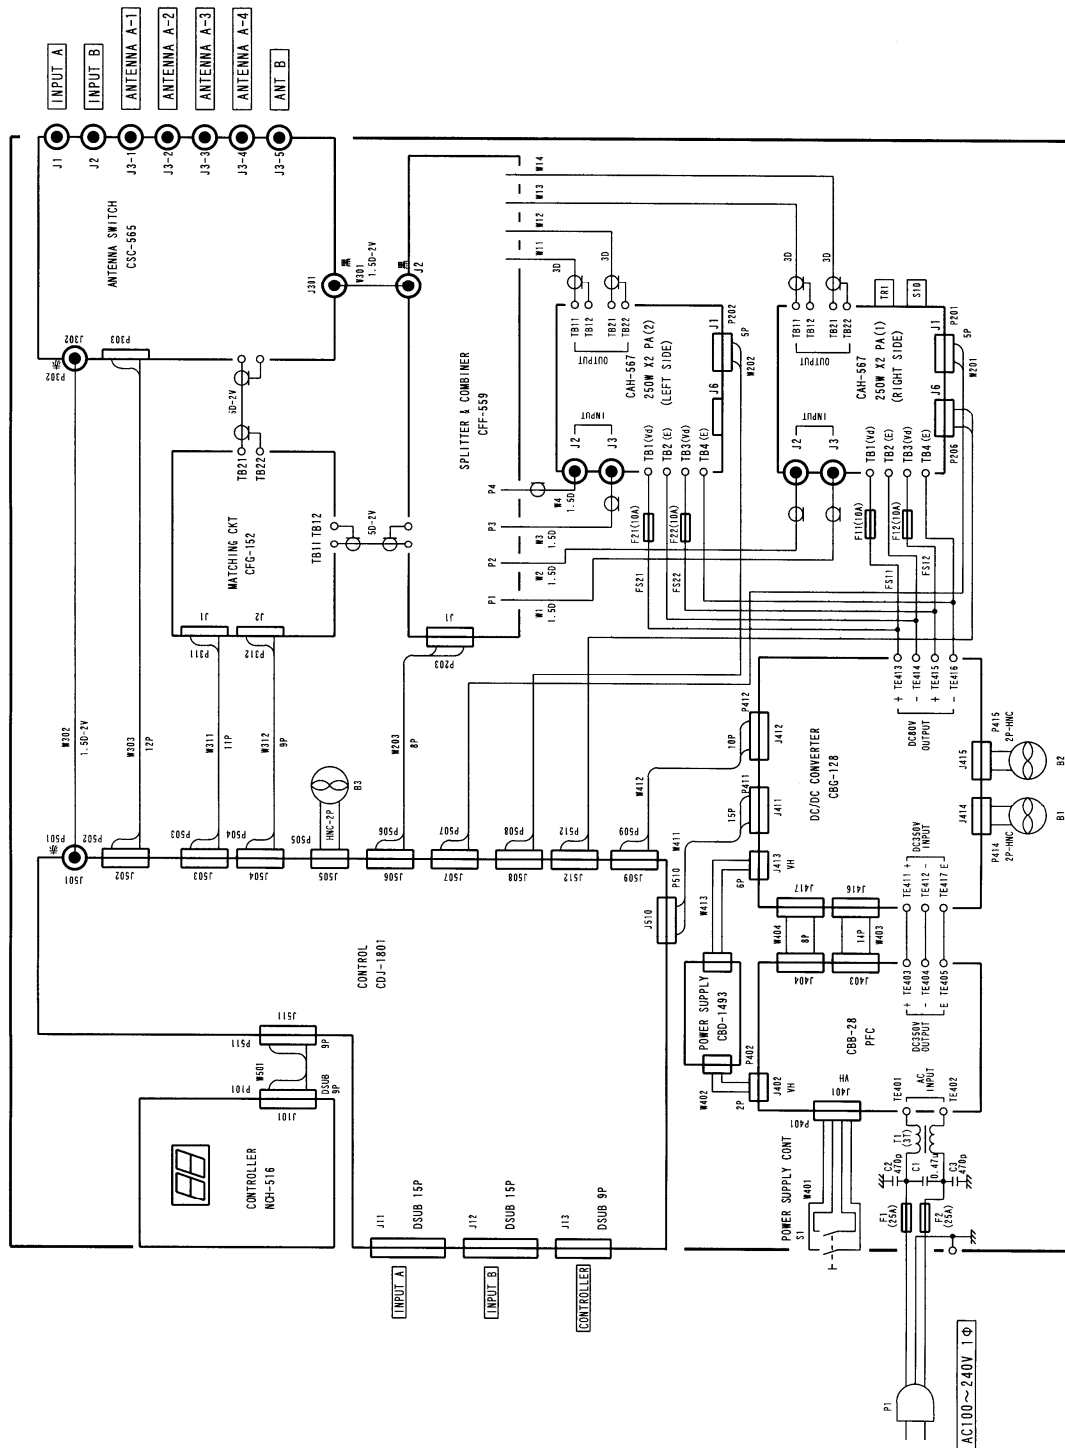 INPUT A
INPUT B
ANTENNA A-1
ANTENNA A-2
ANTENNA A-3
ANTENNA A-4
ANT B
J1
J2
J3-1
J3-2
J3-3
J3-4
J3-5
ANTENNA SWITCH
CSC-565
J302
赤
P302
P303
J301
黒
W301
1.5D-2V
黒
J2
5D-2V
TB21
TB22
MATCHING CKT
CFG-152
TB11
TB12
5D-2V
J1
J2
P311
P312
SPLITTER & COMBINER
CFF-559
J1
P203
P4
P3
P2
P1
W4
1.5D
W3
1.5D
W2
1.5D
W1
1.5D
W14
W13
W12
W11
3D
3D
3D
3D
TB11
TB12
TB21
TB22
OUTPUT
CAH-567
250W X2 PA(2)
(LEFT SIDE)
INPUT
J2
J3
TB1(Vd)
TB2(E)
TB3(Vd)
TB4(E)
J6
J1
P202
5P
W202
F21(10A)
F22(10A)
FS21
FS22
TB11
TB12
TB21
TB22
OUTPUT
TR1
S10
CAH-567
250W X2 PA(1)
(RIGHT SIDE)
INPUT
J2
J3
TB1(Vd)
TB2(E)
TB3(Vd)
TB4(E)
J6
P206
J1
P201
5P
W201
F11(10A)
F12(10A)
FS11
FS12
W302
1.5D-2V
W303
12P
W311
11P
W312
9P
W203
8P
HNC-2P
B3
赤
P501
J501
P502
J502
P503
J503
P504
J504
P505
J505
P506
J506
P507
J507
P508
J508
P512
J512
P509
J509
J510
P510
W411
W412
10P
P412
J412
15P
P411
J411
CONTROL
CDJ-1801
J511
P511
9P
W501
P101
DSUB
9P
J101
CONTROLLER
NCH-516
J11
DSUB 15P
J12
DSUB 15P
J13
DSUB 9P
INPUT A
INPUT B
CONTROLLER
DC/DC CONVERTER
CBG-128
+ TE413
- TE414
+ TE415
- TE416
DC80V
OUTPUT
J415
P415
2P-HNC
B2
J414
P414
2P-HNC
B1
J413
VH
6P
W413
J417
J416
W404
8P
14P
W403
J404
J403
DC350V
INPUT
TE411 +
TE412 -
TE417 E
+ TE403
- TE404
E TE405
DC350V
OUTPUT
POWER SUPPLY
CBD-1493
P402
W402
2P
J402
VH
CBB-28
PFC
VH
J401
P401
W401
TE401
AC
INPUT
TE402
T1
(3T)
C2
470p
C1
0.47u
C3
470p
F1
(25A)
F2
(25A)
POWER SUPPLY CONT
S1
P1
AC100~240V 1Φ